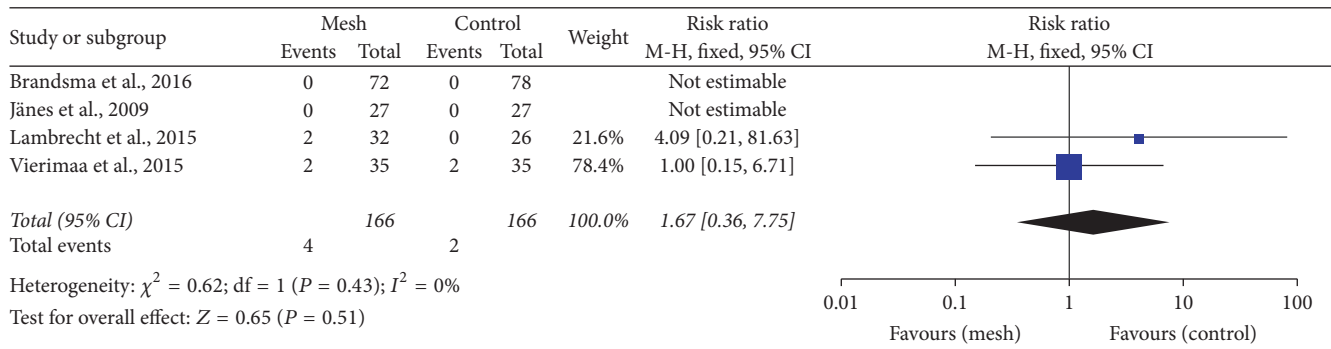 Study or subgroup Mesh Control Weight Risk ratio Risk ratio
Events Total Events Total M-H, fixed, 95% CI M-H, fixed, 95% CI
Brandsma et al., 2016 0 72 0 78 Not estimable
Jänes et al., 2009 0 27 0 27 Not estimable
Lambrecht et al., 2015 2 32 0 26 21.6% 4.09 [0.21, 81.63]
Vierimaa et al., 2015 2 35 2 35 78.4% 1.00 [0.15, 6.71]
Total (95% CI) 166 166 100.0% 1.67 [0.36, 7.75]
Total events 4 2
Heterogeneity: χ² = 0.62; df = 1 (P = 0.43); I² = 0%
Test for overall effect: Z = 0.65 (P = 0.51)
0.01 0.1 1 10 100
Favours (mesh) Favours (control)